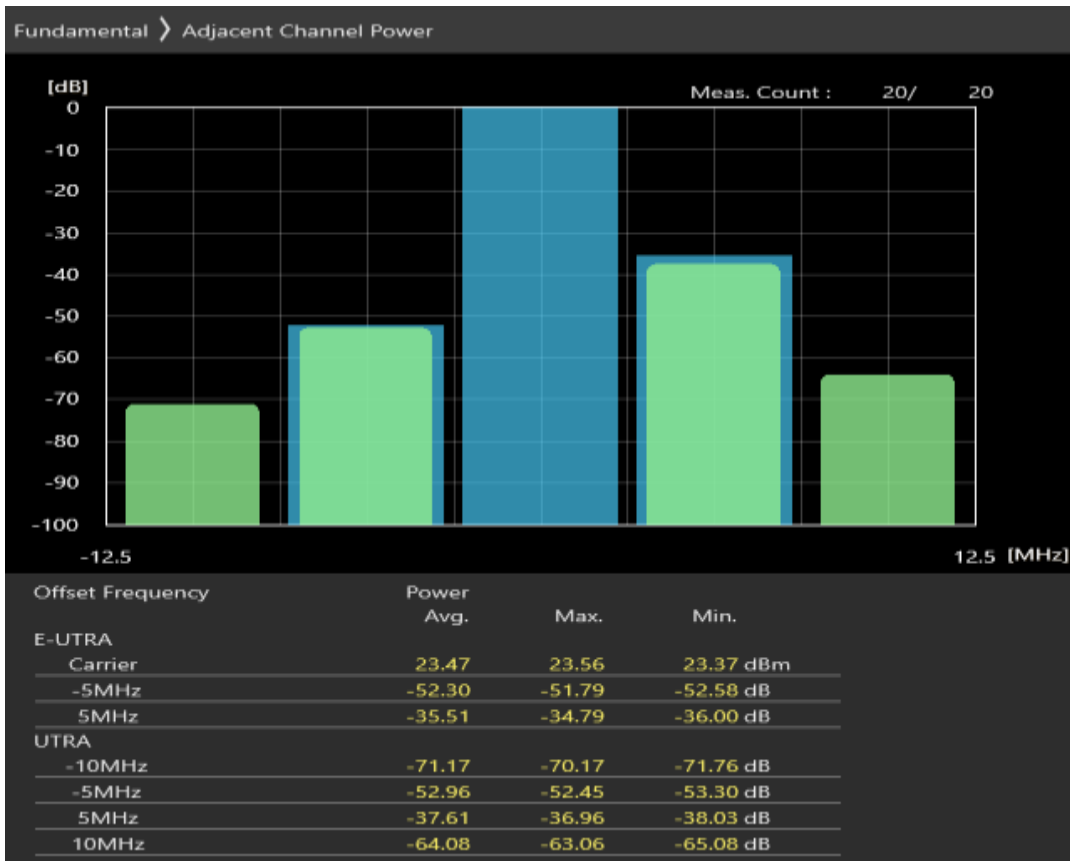 Fundamental ❯ Adjacent Channel Power
[dB]
Meas. Count : 20/ 20
0
-10
-20
-30
-40
-50
-60
-70
-80
-90
-100
-12.5 12.5 [MHz]
Offset Frequency Power
Avg. Max. Min.
E-UTRA
Carrier 23.47 23.56 23.37 dBm
-5MHz -52.30 -51.79 -52.58 dB
5MHz -35.51 -34.79 -36.00 dB
UTRA
-10MHz -71.17 -70.17 -71.76 dB
-5MHz -52.96 -52.45 -53.30 dB
5MHz -37.61 -36.96 -38.03 dB
10MHz -64.08 -63.06 -65.08 dB